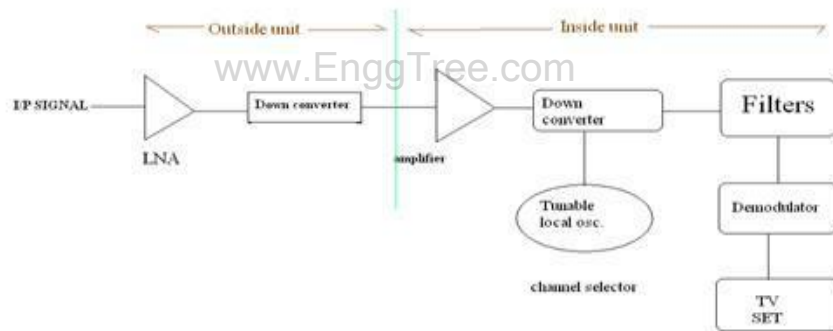 Outside unit
Inside unit
www.EnggTree.com
I/P SIGNAL
LNA
Down converter
amplifier
Down
converter
Filters
Tunable
local osc.
channel selector
Demodulator
TV
SET